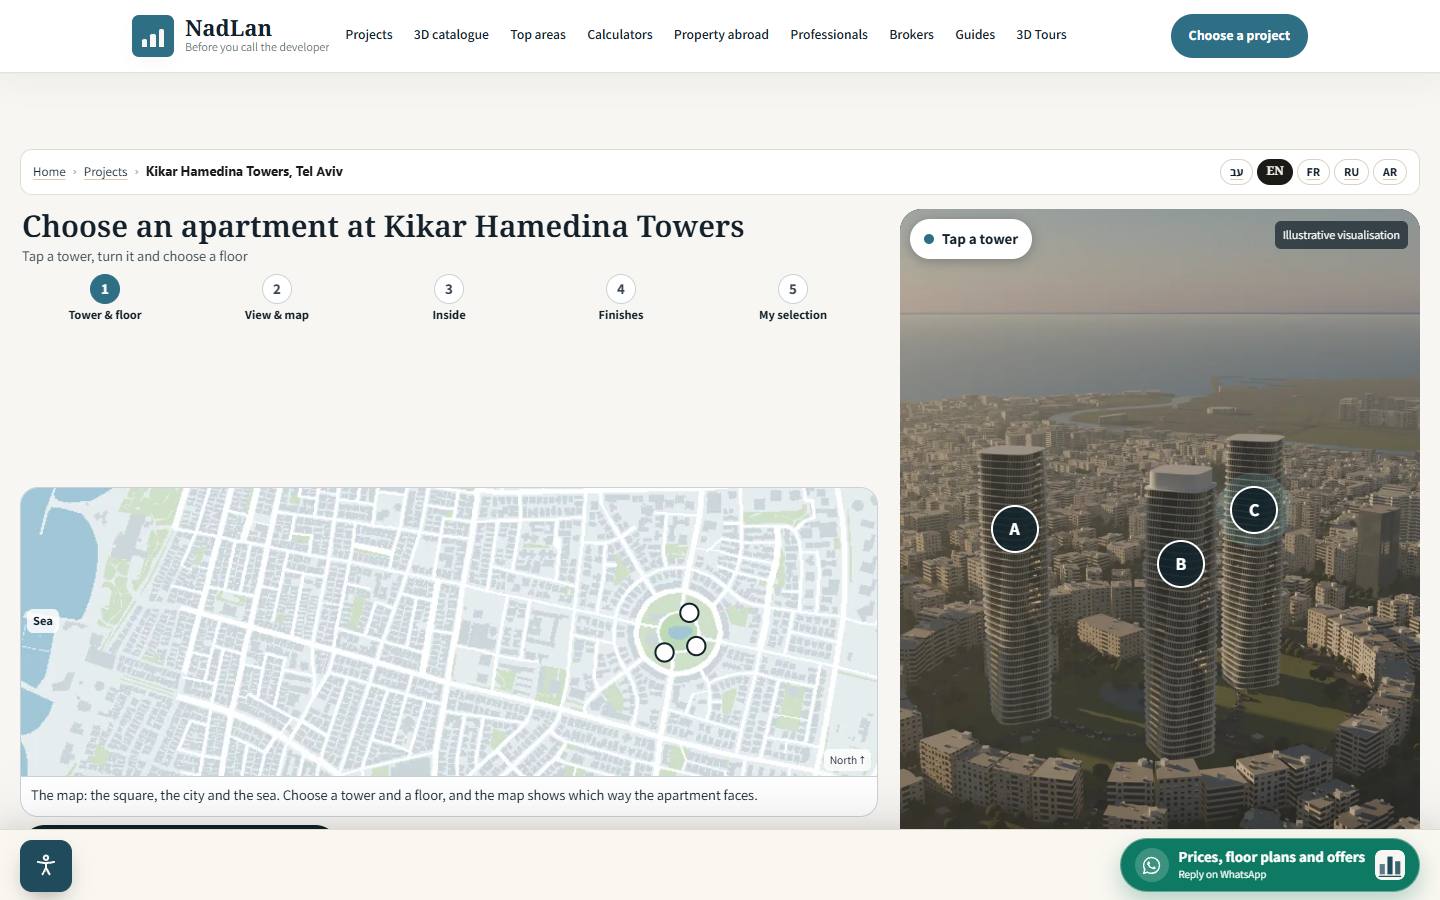 NadLan
Before you call the developer
Projects
3D catalogue
Top areas
Calculators
Property abroad
Professionals
Brokers
Guides
3D Tours
Choose a project
Home › Projects › Kikar Hamedina Towers, Tel Aviv
עב
EN
FR
RU
AR
Choose an apartment at Kikar Hamedina Towers
Tap a tower, turn it and choose a floor
1
Tower & floor
2
View & map
3
Inside
4
Finishes
5
My selection
Sea
North ↑
The map: the square, the city and the sea. Choose a tower and a floor, and the map shows which way the apartment faces.
Tap a tower
Illustrative visualisation
A
B
C
Prices, floor plans and offers
Reply on WhatsApp